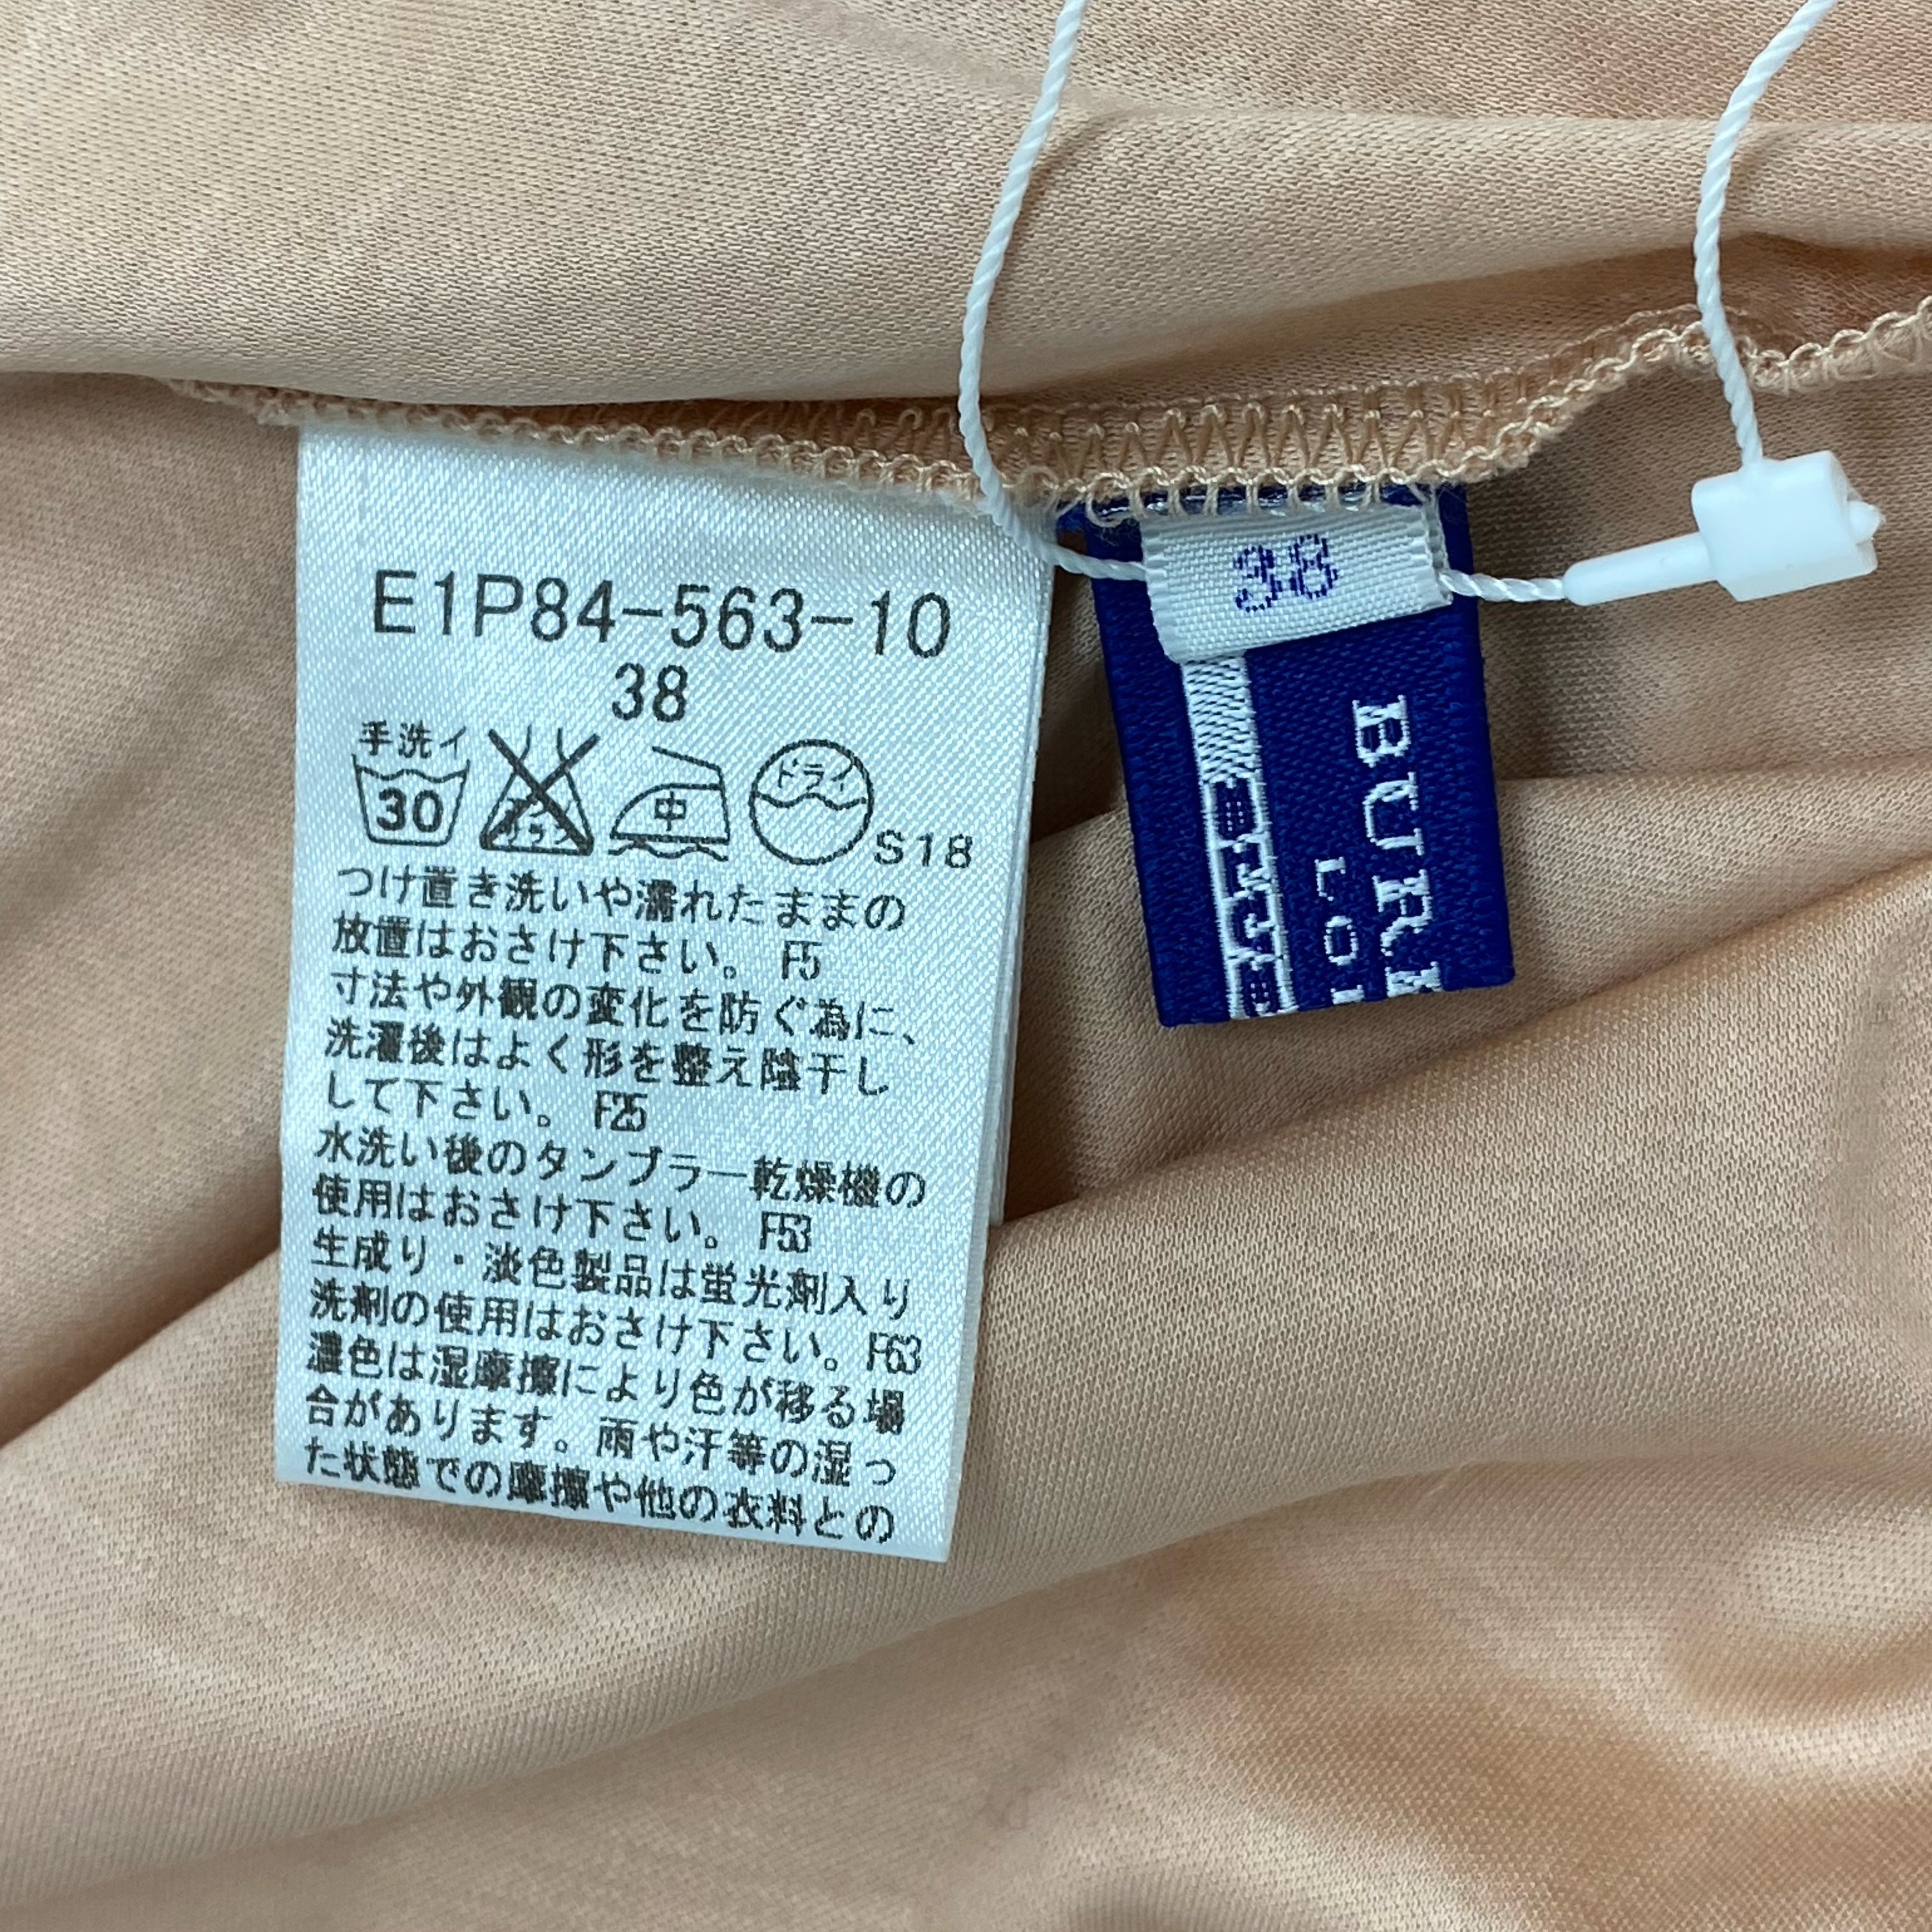 E1P84-563-10
38
手洗イ
30
中
ドライ
S18
つけ置き洗いや濡れたままの
放置はおさけ下さい。 F5
寸法や外観の変化を防ぐ為に、
洗濯後はよく形を整え陰干し
して下さい。 F25
水洗い後のタンブラー乾燥機の
使用はおさけ下さい。 F53
生成り・淡色製品は蛍光剤入り
洗剤の使用はおさけ下さい。F63
濃色は湿摩擦により色が移る場
合があります。雨や汗等の湿っ
た状態での摩擦や他の衣料との
38
BURB
LO